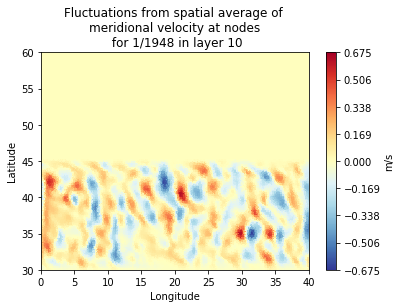 Fluctuations from spatial average of
meridional velocity at nodes
for 1/1948 in layer 10
60
55
50
45
40
35
30
Latitude
0 5 10 15 20 25 30 35 40
Longitude
0.675
0.506
0.338
0.169
0.000
−0.169
−0.338
−0.506
−0.675
m/s